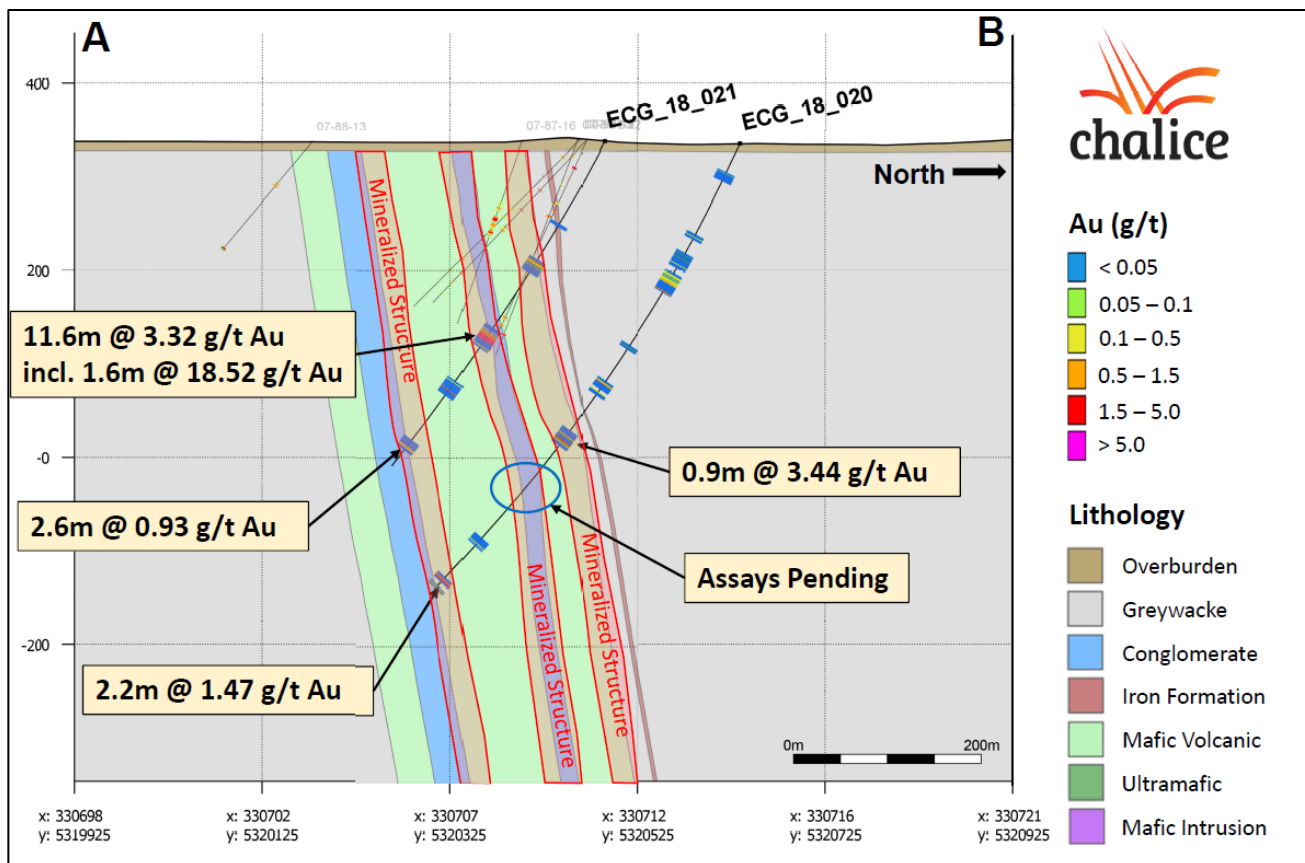 A
B
400
200
-0
-200
07-88-13
07-87-16
ECG_18_021
ECG_18_020
North
Mineralized Structure
Mineralized Structure
Mineralized Structure
11.6m @ 3.32 g/t Au
incl. 1.6m @ 18.52 g/t Au
2.6m @ 0.93 g/t Au
2.2m @ 1.47 g/t Au
0.9m @ 3.44 g/t Au
Assays Pending
0m
200m
x: 330698
y: 5319925
x: 330702
y: 5320125
x: 330707
y: 5320325
x: 330712
y: 5320525
x: 330716
y: 5320725
x: 330721
y: 5320925
chalice
Au (g/t)
< 0.05
0.05 – 0.1
0.1 – 0.5
0.5 – 1.5
1.5 – 5.0
> 5.0
Lithology
Overburden
Greywacke
Conglomerate
Iron Formation
Mafic Volcanic
Ultramafic
Mafic Intrusion